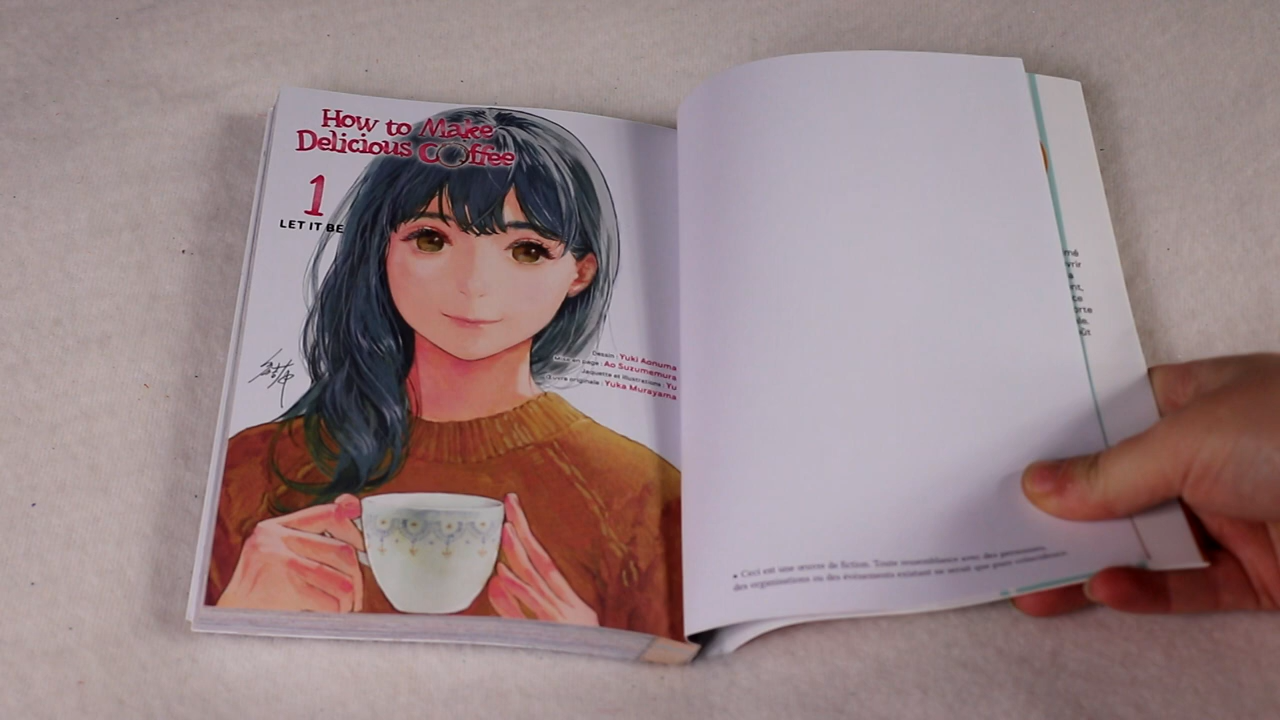 How to Make
Delicious Coffee
1
LET IT BE
Dessin : Yuki Aonuma
Mise en page : Ao Suzumemura
Jaquette et illustrations : Yu
originale : Yuka Murayama
• Ceci est une œuvre de fiction. Toute ressemblance avec des personnes,
des organisations ou des événements existant ne serait que pure coïncidence